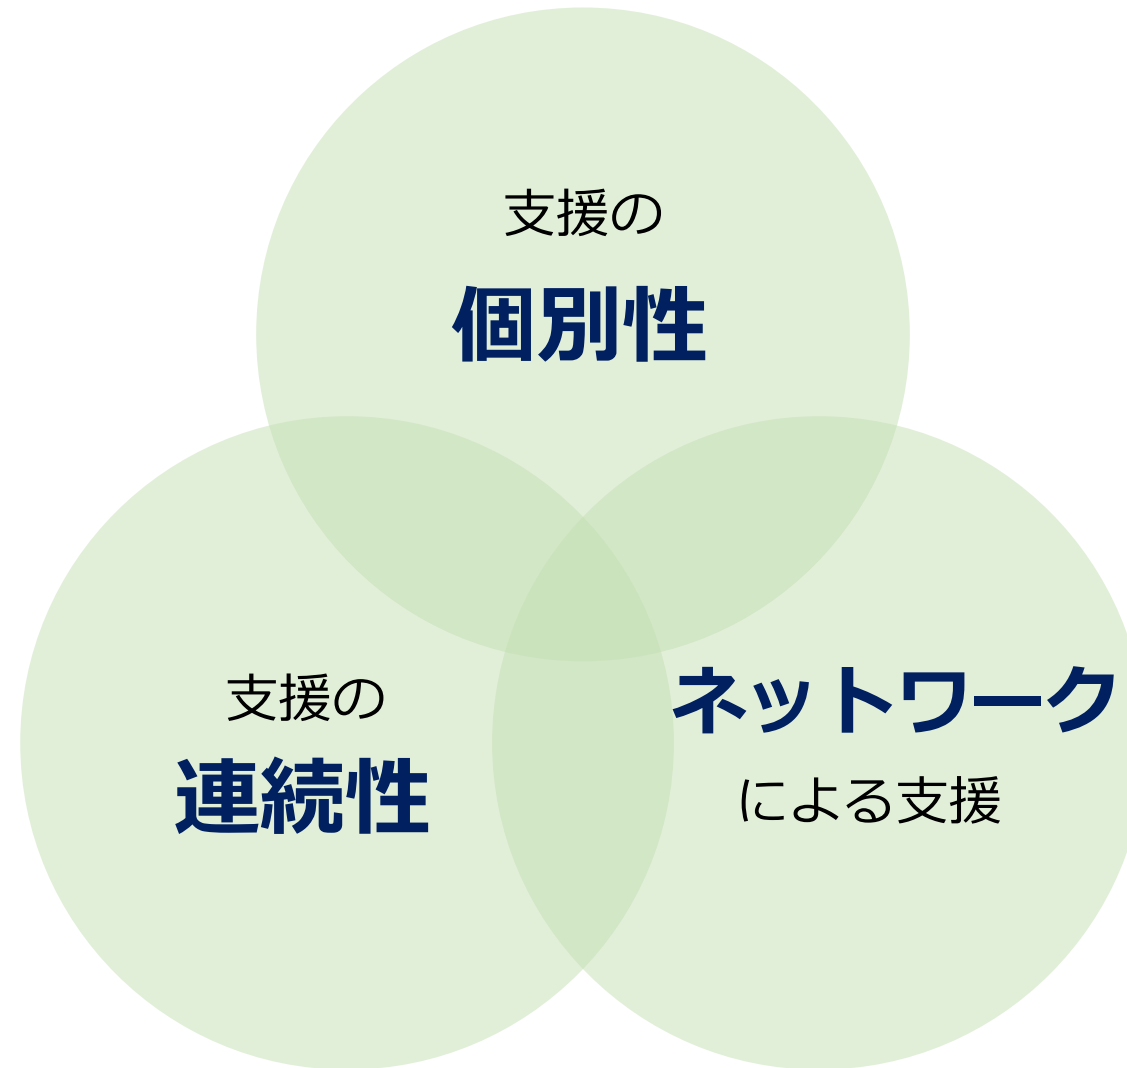 支援の
個別性
支援の
連続性
ネットワーク
による支援